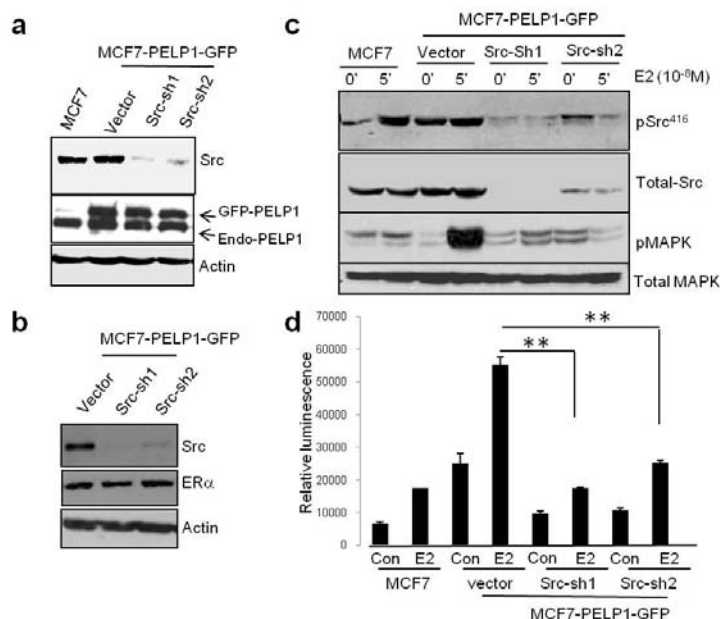 a
MCF7-PELP1-GFP
MCF7
Vector
Src-sh1
Src-sh2
Src
GFP-PELP1
Endo-PELP1
Actin
b
MCF7-PELP1-GFP
Vector
Src-sh1
Src-sh2
Src
ERα
Actin
c
MCF7-PELP1-GFP
MCF7 Vector Src-Sh1 Src-sh2
0' 5' 0' 5' 0' 5' 0' 5' E2 (10⁻⁸M)
pSrc⁴¹⁶
Total-Src
pMAPK
Total MAPK
d
Relative luminescence
70000
60000
50000
40000
30000
20000
10000
0
** **
Con E2 Con E2 Con E2 Con E2
MCF7 vector Src-sh1 Src-sh2
MCF7-PELP1-GFP